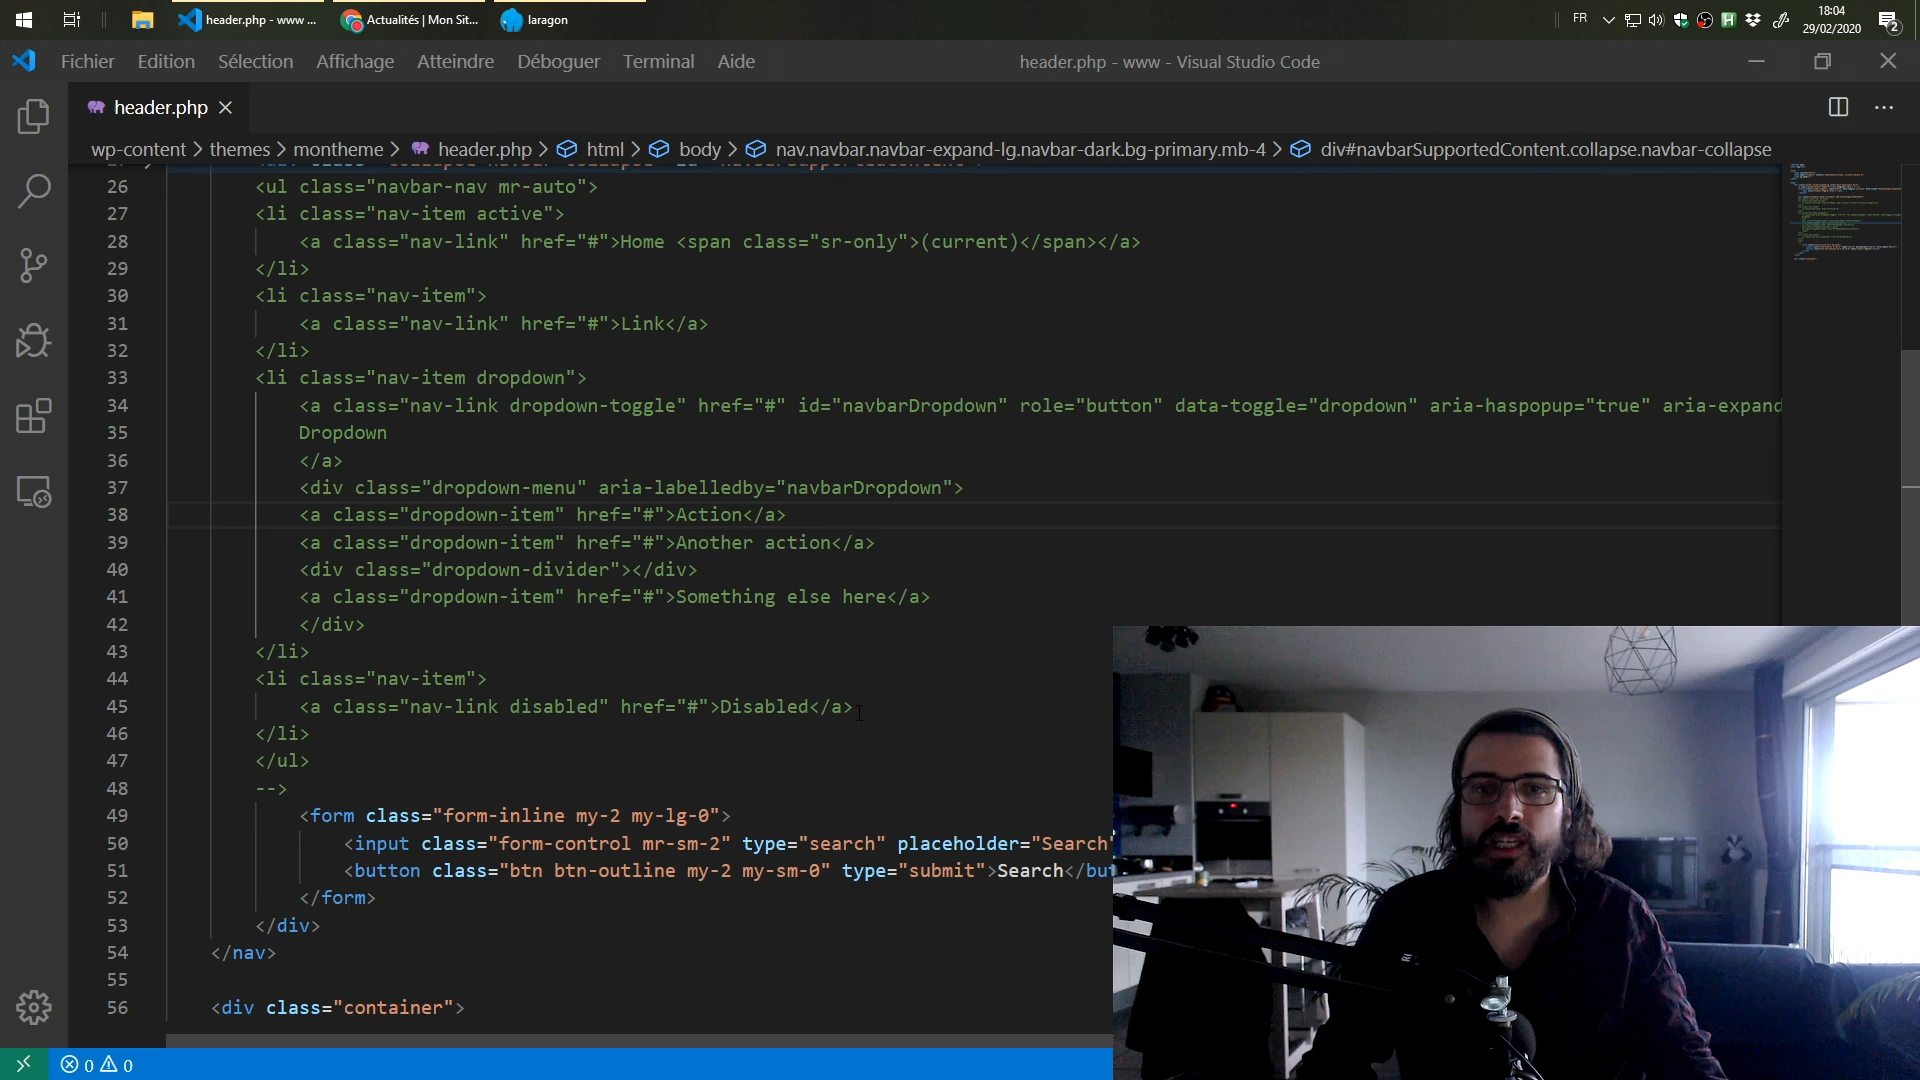 header.php - www ...
Actualités | Mon Sit...
laragon
FR
18:04
29/02/2020
2
Fichier Edition Sélection Affichage Atteindre Déboguer Terminal Aide
header.php - www - Visual Studio Code
header.php
wp-content > themes > montheme > header.php > html > body > nav.navbar.navbar-expand-lg.navbar-dark.bg-primary.mb-4 > div#navbarSupportedContent.collapse.navbar-collapse
26 <ul class="navbar-nav mr-auto">
27 <li class="nav-item active">
28 <a class="nav-link" href="#">Home <span class="sr-only">(current)</span></a>
29 </li>
30 <li class="nav-item">
31 <a class="nav-link" href="#">Link</a>
32 </li>
33 <li class="nav-item dropdown">
34 <a class="nav-link dropdown-toggle" href="#" id="navbarDropdown" role="button" data-toggle="dropdown" aria-haspopup="true" aria-expand
35 Dropdown
36 </a>
37 <div class="dropdown-menu" aria-labelledby="navbarDropdown">
38 <a class="dropdown-item" href="#">Action</a>
39 <a class="dropdown-item" href="#">Another action</a>
40 <div class="dropdown-divider"></div>
41 <a class="dropdown-item" href="#">Something else here</a>
42 </div>
43 </li>
44 <li class="nav-item">
45 <a class="nav-link disabled" href="#">Disabled</a>
46 </li>
47 </ul>
48 -->
49 <form class="form-inline my-2 my-lg-0">
50 <input class="form-control mr-sm-2" type="search" placeholder="Search"
51 <button class="btn btn-outline my-2 my-sm-0" type="submit">Search</but
52 </form>
53 </div>
54 </nav>
55
56 <div class="container">
0 0